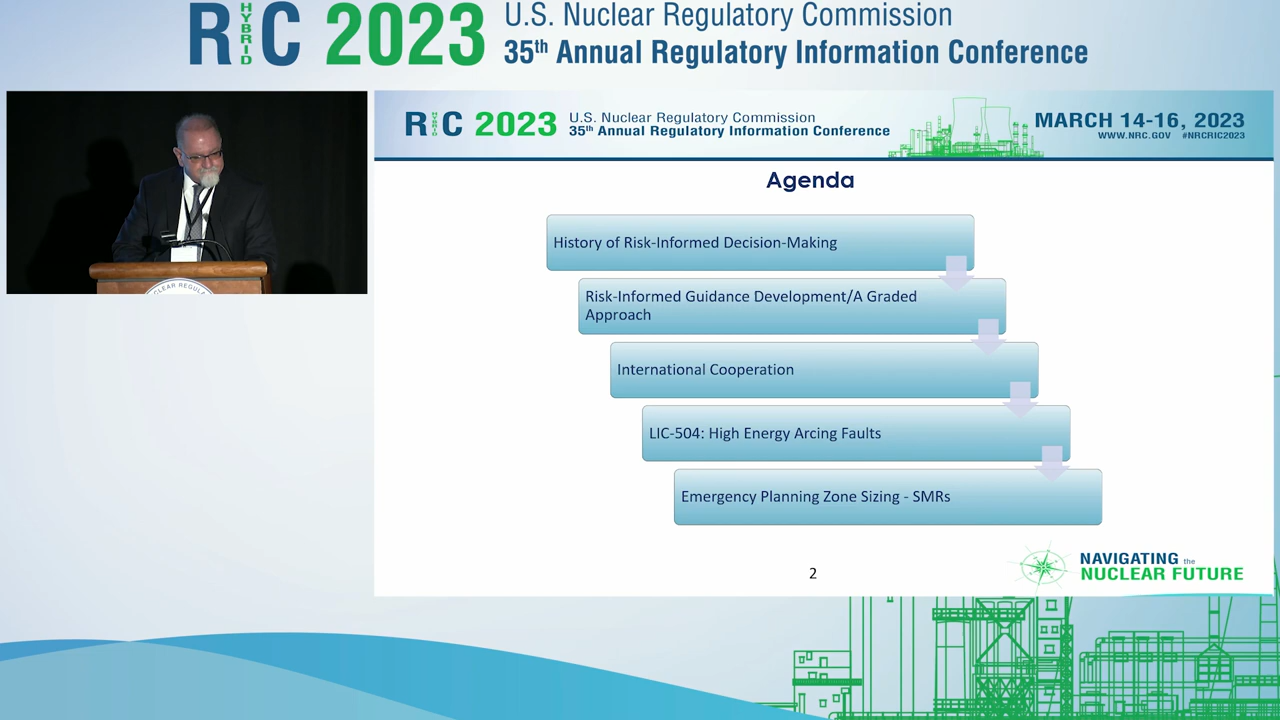 RIC 2023
HYBRID
U.S. Nuclear Regulatory Commission
35th Annual Regulatory Information Conference
RIC 2023
HYBRID
U.S. Nuclear Regulatory Commission
35th Annual Regulatory Information Conference
MARCH 14-16, 2023
WWW.NRC.GOV #NRCRIC2023
Agenda
History of Risk-Informed Decision-Making
Risk-Informed Guidance Development/A Graded
Approach
International Cooperation
LIC-504: High Energy Arcing Faults
Emergency Planning Zone Sizing - SMRs
2
NAVIGATING the
NUCLEAR FUTURE